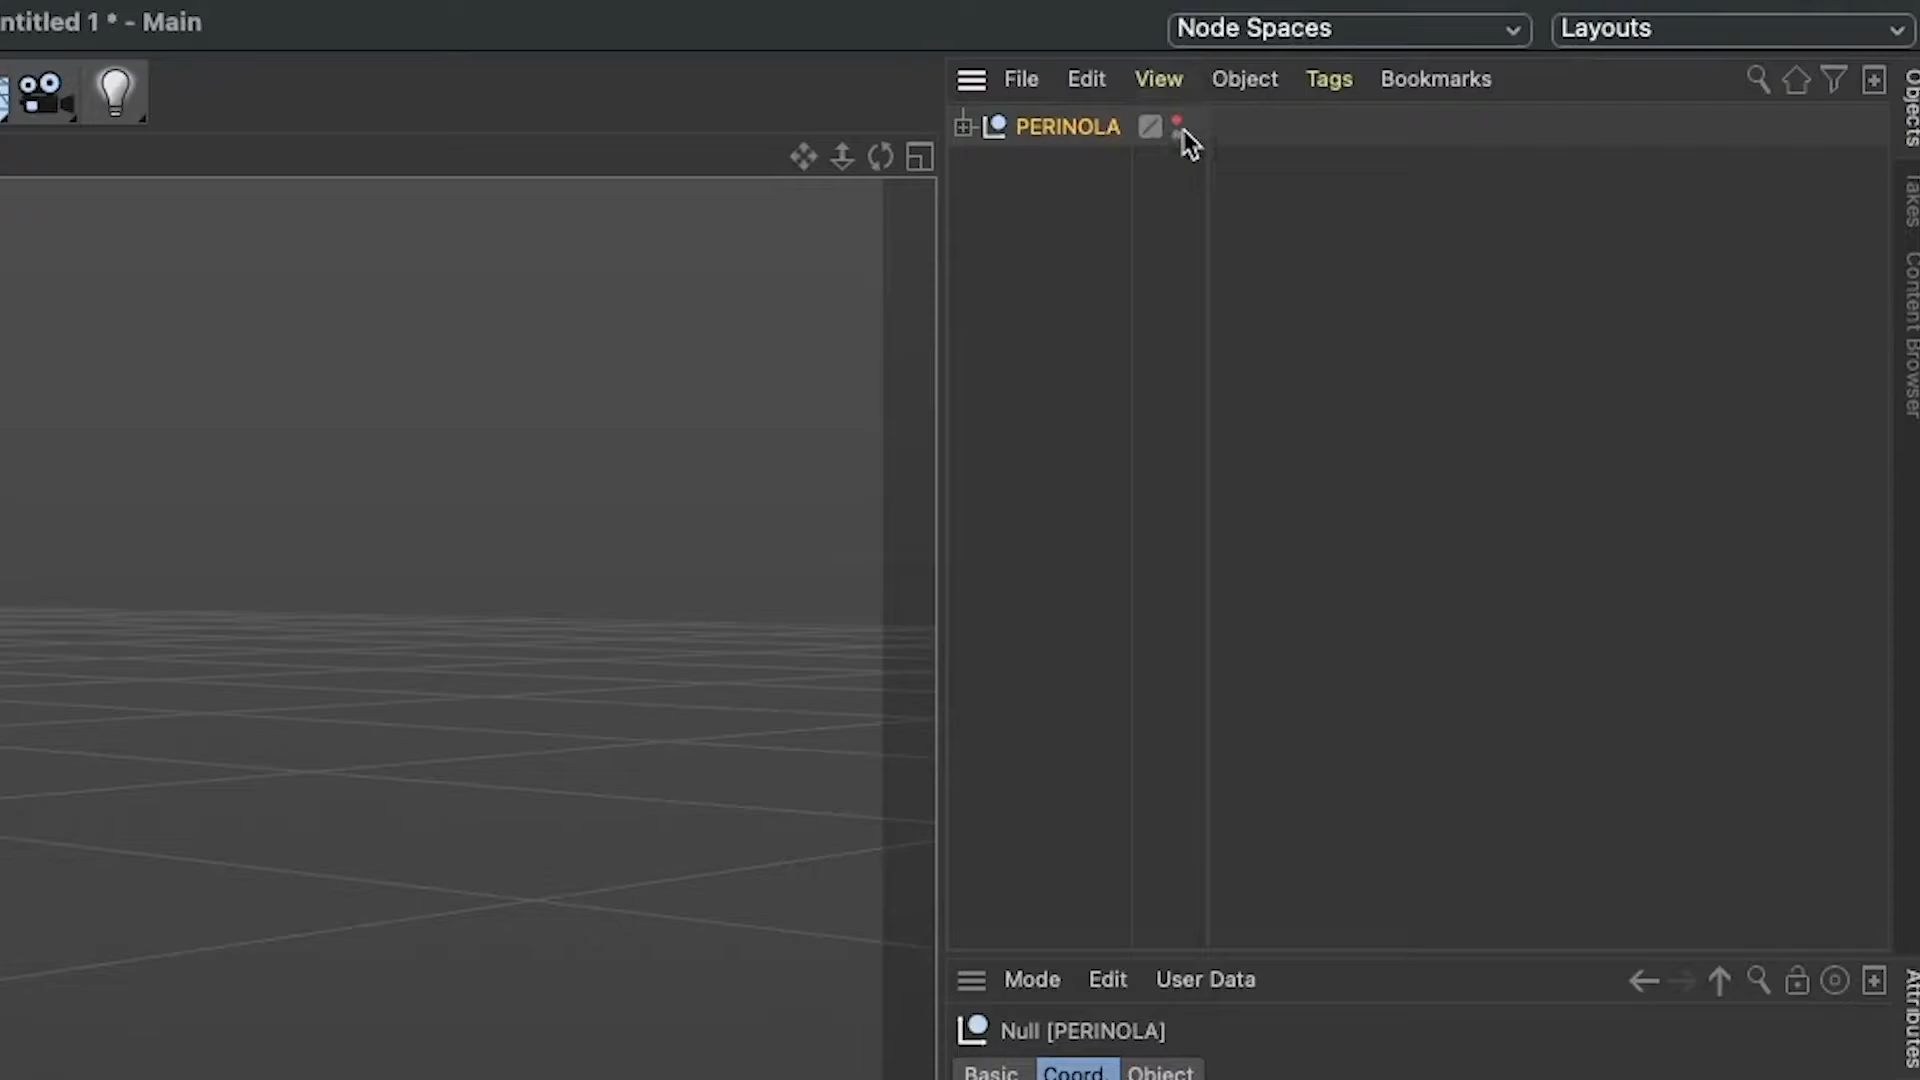 ntitled 1 * - Main
Node Spaces
Layouts
File Edit View Object Tags Bookmarks
PERINOLA
Objects
Takes
Content Browser
Mode Edit User Data
Null [PERINOLA]
Basic Coord. Object
Attributes